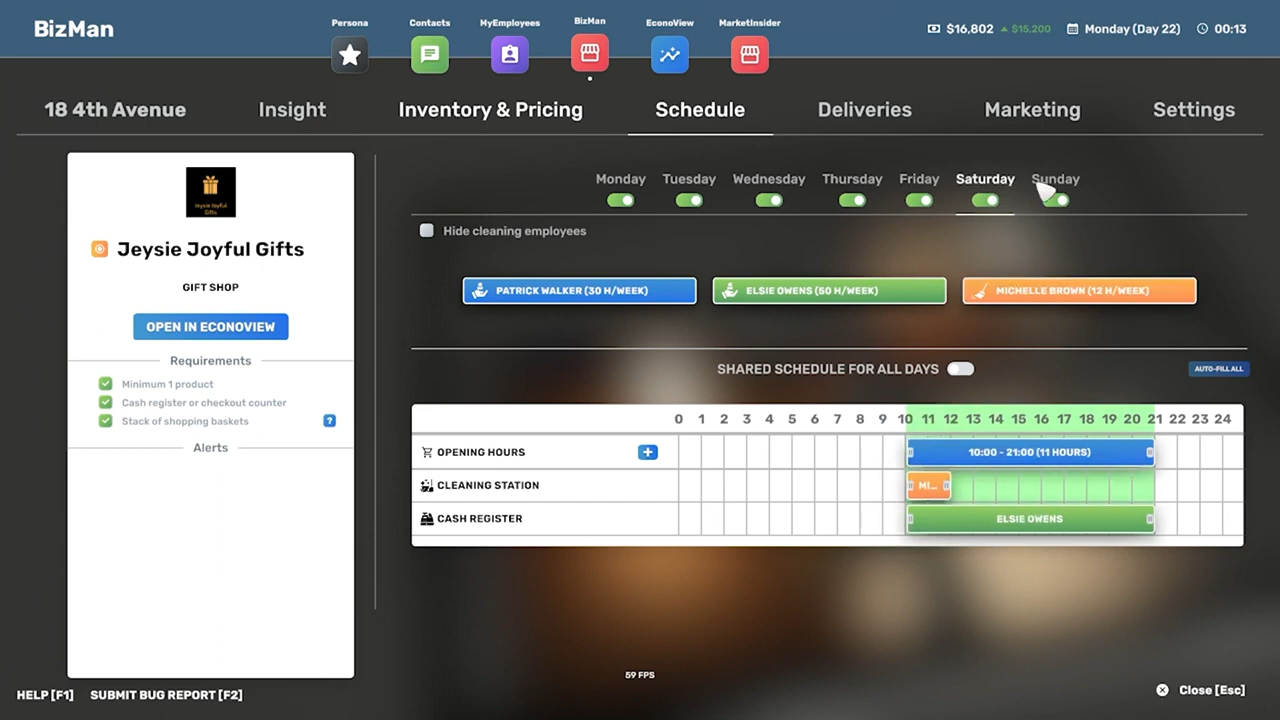 BizMan
Persona
Contacts
MyEmployees
BizMan
EconoView
MarketInsider
$16,802 $15,200 Monday (Day 22) 00:13
18 4th Avenue Insight Inventory & Pricing Schedule Deliveries Marketing Settings
Jeysie Joyful
Gifts
Jeysie Joyful Gifts
GIFT SHOP
OPEN IN ECONOVIEW
Requirements
Minimum 1 product
Cash register or checkout counter
Stack of shopping baskets ?
Alerts
Monday Tuesday Wednesday Thursday Friday Saturday Sunday
Hide cleaning employees
PATRICK WALKER (30 H/WEEK) ELSIE OWENS (50 H/WEEK) MICHELLE BROWN (12 H/WEEK)
SHARED SCHEDULE FOR ALL DAYS AUTO-FILL ALL
0 1 2 3 4 5 6 7 8 9 10 11 12 13 14 15 16 17 18 19 20 21 22 23 24
OPENING HOURS + 10:00 - 21:00 (11 HOURS)
CLEANING STATION MI...
CASH REGISTER ELSIE OWENS
59 FPS
HELP [F1] SUBMIT BUG REPORT [F2] Close [Esc]